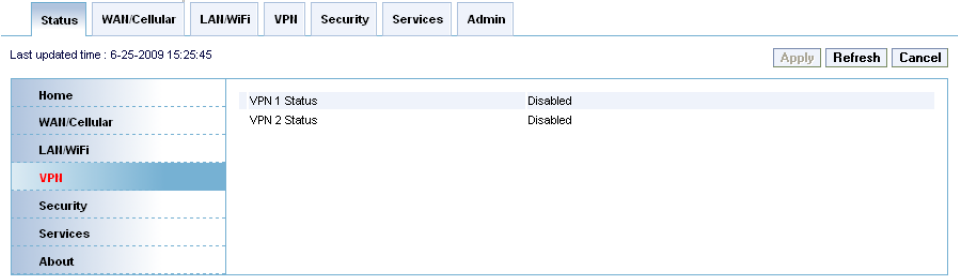 Status WAN/Cellular LAN/WiFi VPN Security Services Admin
Last updated time : 6-25-2009 15:25:45 Apply Refresh Cancel
Home
WAN/Cellular
LAN/WiFi
VPN
Security
Services
About
VPN 1 Status Disabled
VPN 2 Status Disabled